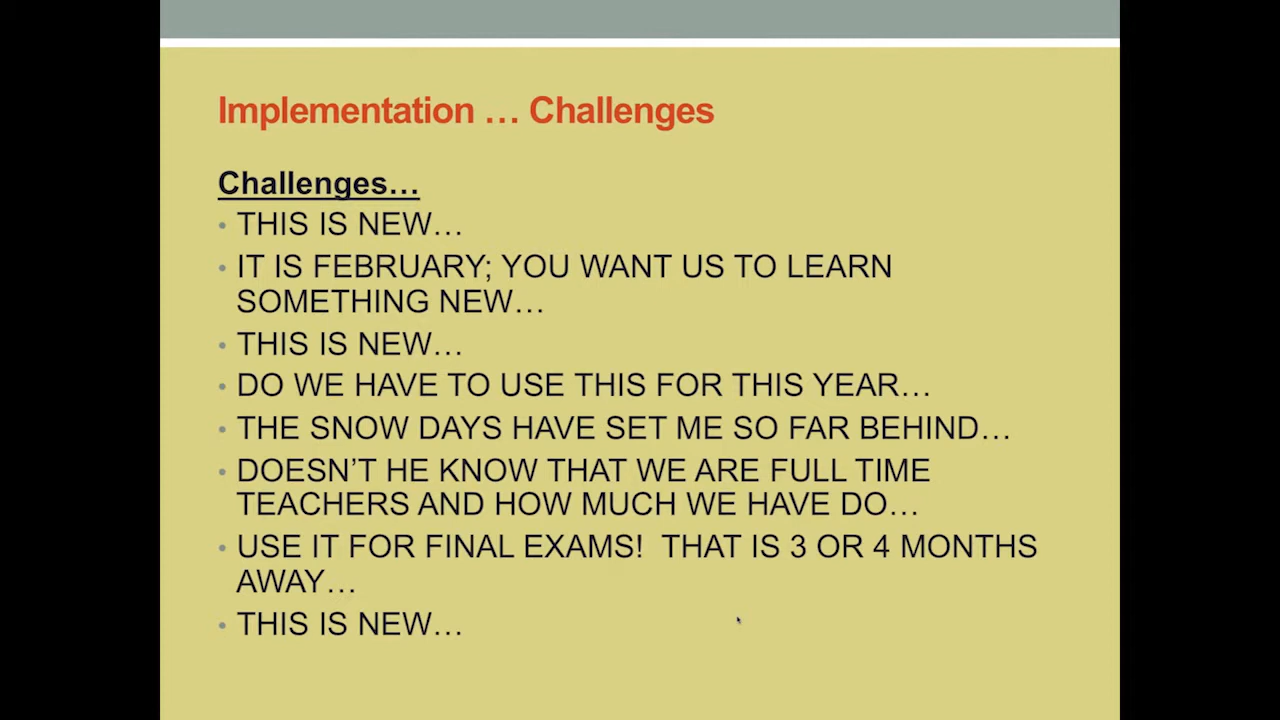 Implementation … Challenges
Challenges…
• THIS IS NEW…
• IT IS FEBRUARY; YOU WANT US TO LEARN
SOMETHING NEW…
• THIS IS NEW…
• DO WE HAVE TO USE THIS FOR THIS YEAR…
• THE SNOW DAYS HAVE SET ME SO FAR BEHIND…
• DOESN’T HE KNOW THAT WE ARE FULL TIME
TEACHERS AND HOW MUCH WE HAVE DO…
• USE IT FOR FINAL EXAMS!  THAT IS 3 OR 4 MONTHS
AWAY…
• THIS IS NEW…